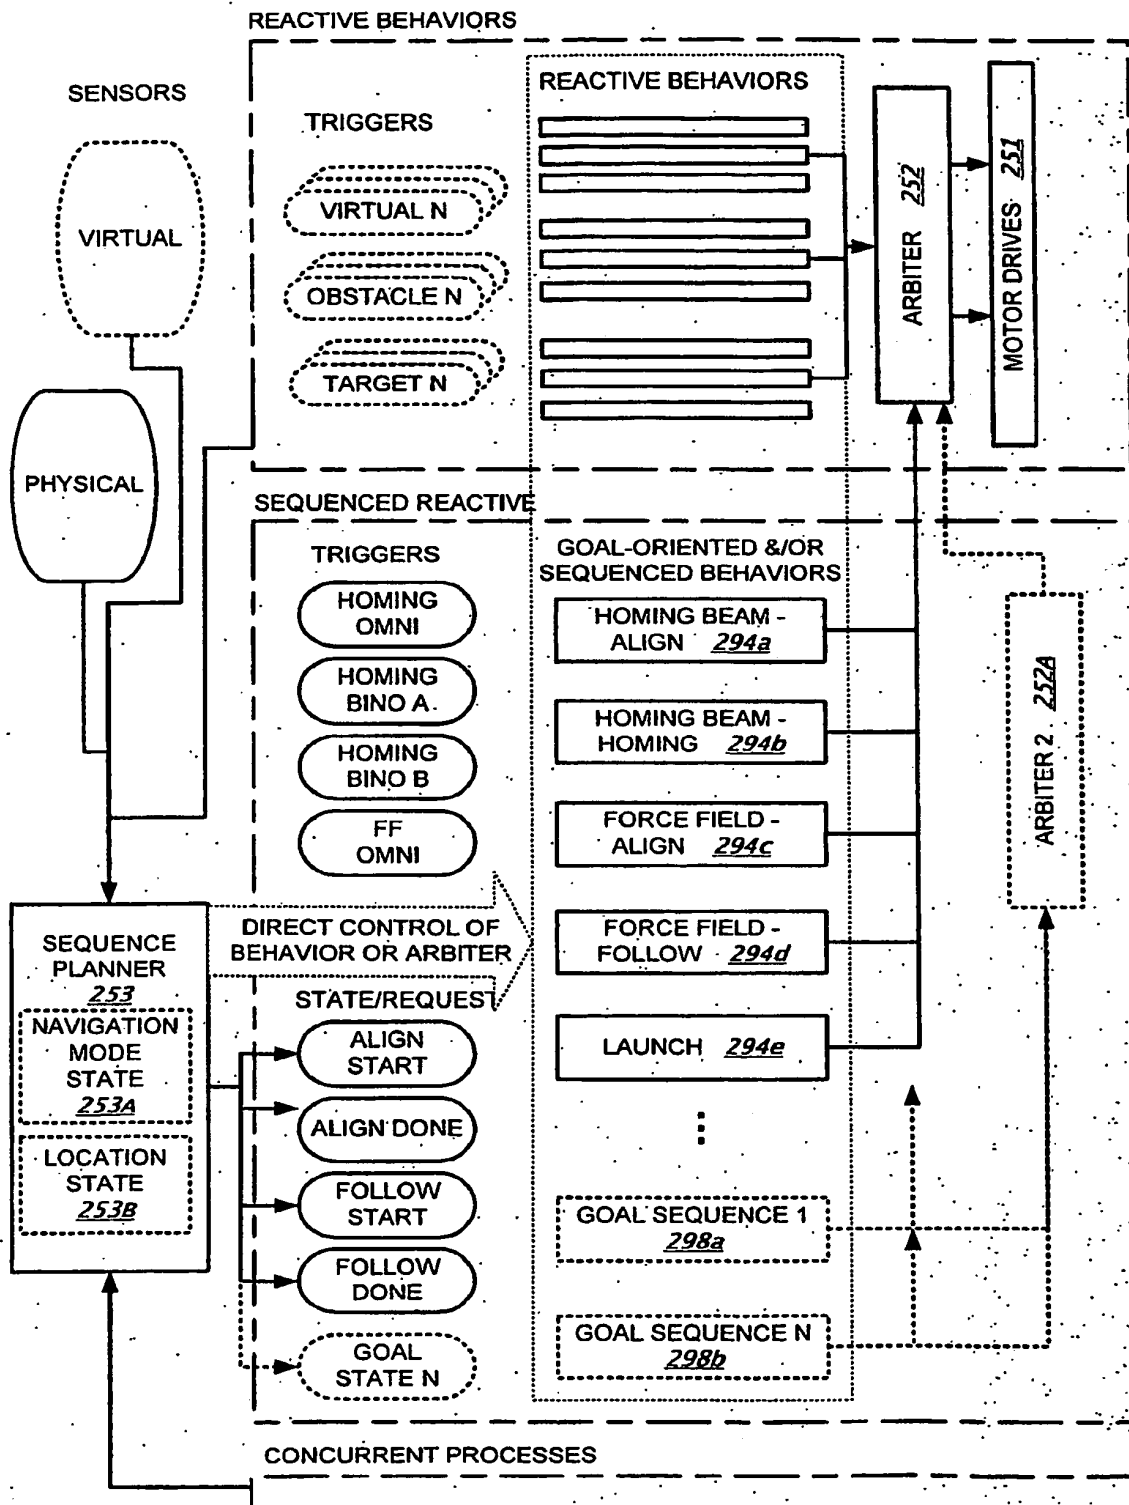 REACTIVE BEHAVIORS
SENSORS
VIRTUAL
PHYSICAL
TRIGGERS
VIRTUAL N
OBSTACLE N
TARGET N
REACTIVE BEHAVIORS
ARBITER 252
MOTOR DRIVES 251
SEQUENCED REACTIVE
TRIGGERS
HOMING
OMNI
HOMING
BINO A
HOMING
BINO B
FF
OMNI
GOAL-ORIENTED &/OR
SEQUENCED BEHAVIORS
HOMING BEAM -
ALIGN 294a
HOMING BEAM -
HOMING 294b
FORCE FIELD -
ALIGN 294c
FORCE FIELD -
FOLLOW 294d
LAUNCH 294e
ARBITER 2 252A
DIRECT CONTROL OF
BEHAVIOR OR ARBITER
SEQUENCE
PLANNER
253
NAVIGATION
MODE
STATE
253A
LOCATION
STATE
253B
STATE/REQUEST
ALIGN
START
ALIGN DONE
FOLLOW
START
FOLLOW
DONE
GOAL
STATE N
GOAL SEQUENCE 1
298a
GOAL SEQUENCE N
298b
CONCURRENT PROCESSES